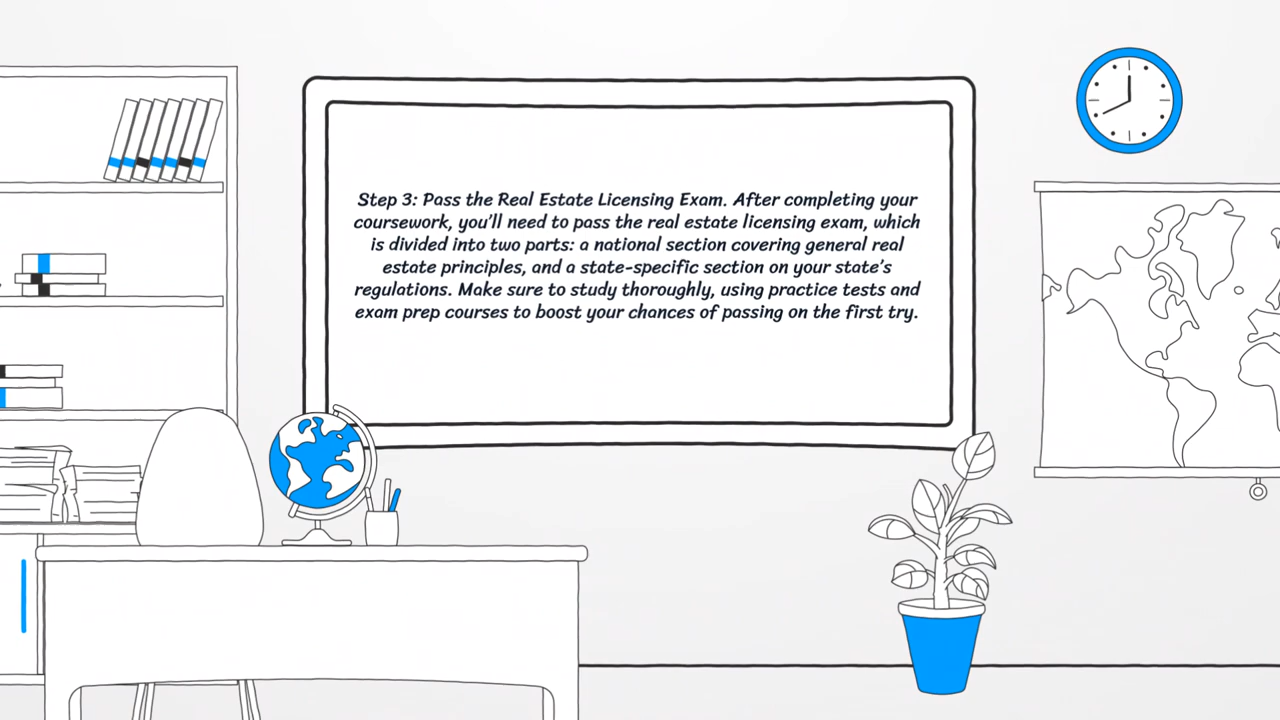 Step 3: Pass the Real Estate Licensing Exam. After completing your
coursework, you'll need to pass the real estate licensing exam, which
is divided into two parts: a national section covering general real
estate principles, and a state-specific section on your state's
regulations. Make sure to study thoroughly, using practice tests and
exam prep courses to boost your chances of passing on the first try.